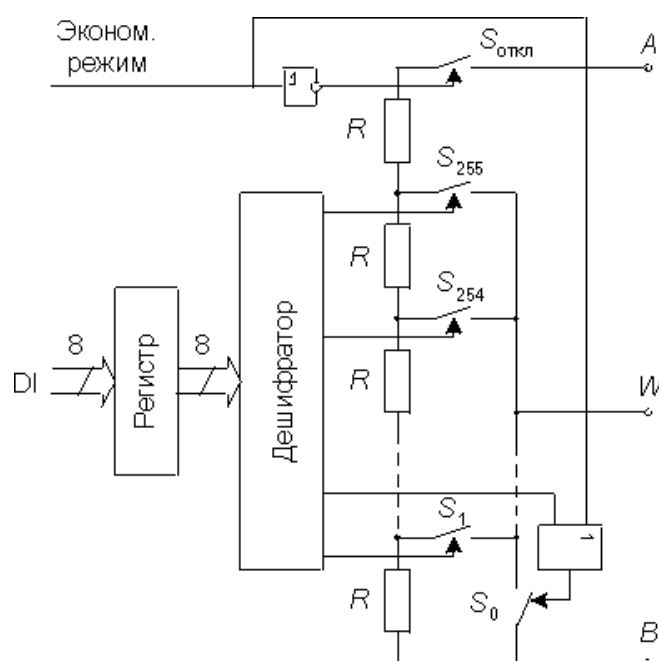 Эконом.
режим
1
S откл
A
R
S 255
R
S 254
8
8
DI
Регистр
Дешифратор
R
W
S 1
1
R
S 0
B